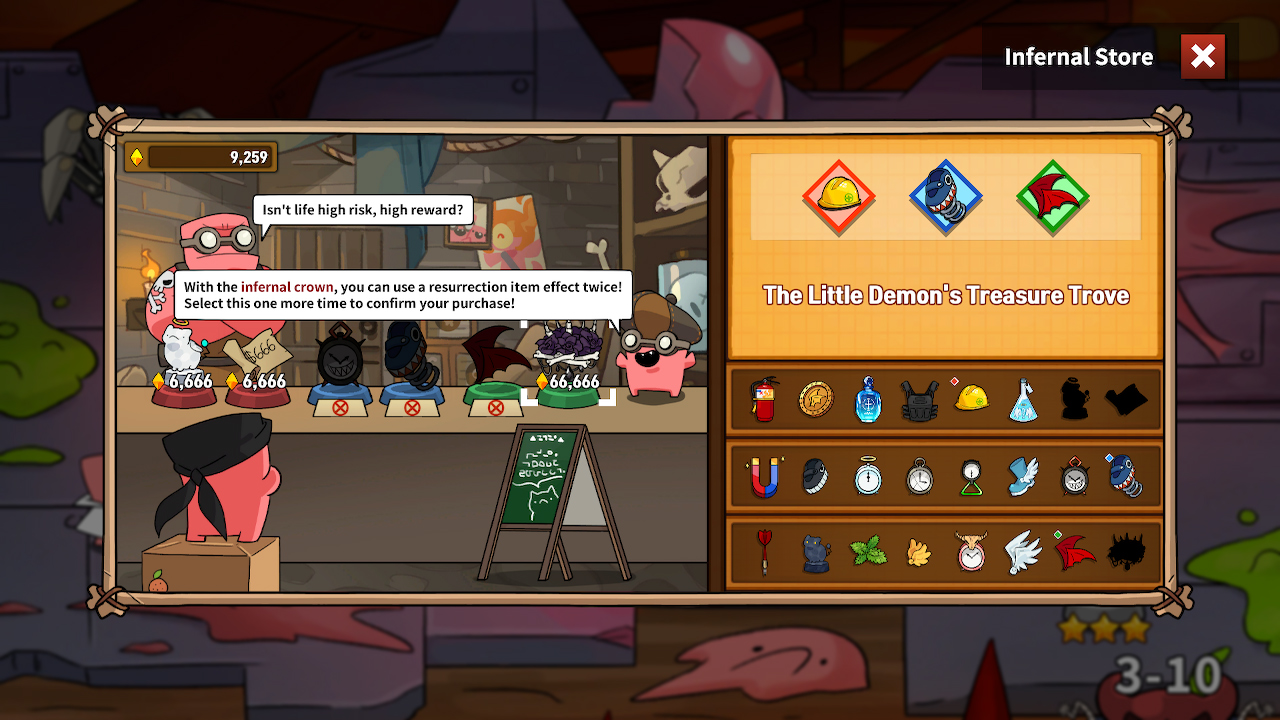 Infernal Store
9,259
Isn't life high risk, high reward?
With the infernal crown, you can use a resurrection item effect twice!
Select this one more time to confirm your purchase!
$666
6,666
6,666
66,666
The Little Demon's Treasure Trove
3-10